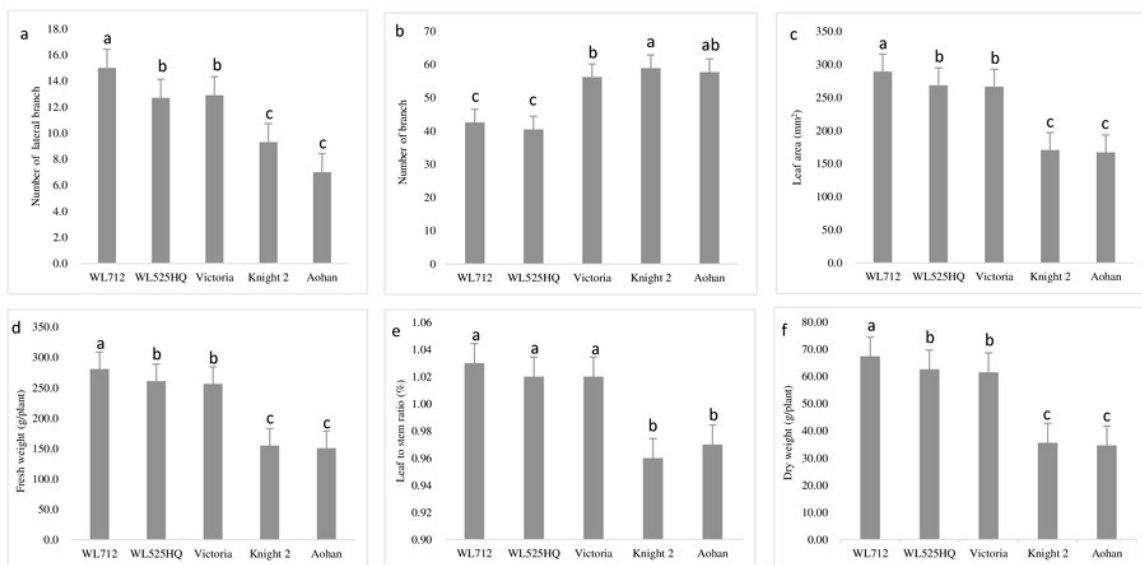 a
Number of lateral branch
18.0
16.0
14.0
12.0
10.0
8.0
6.0
4.0
2.0
0.0
a
b
b
c
c
WL712 WL525HQ Victoria Knight 2 Aohan
b
Number of branch
70
60
50
40
30
20
10
0
c
c
b
a
ab
WL712 WL525HQ Victoria Knight 2 Aohan
c
Leaf area (mm²)
350.0
300.0
250.0
200.0
150.0
100.0
50.0
0.0
a
b
b
c
c
WL712 WL525HQ Victoria Knight 2 Aohan
d
Fresh weight (g/plant)
350.0
300.0
250.0
200.0
150.0
100.0
50.0
0.0
a
b
b
c
c
WL712 WL525HQ Victoria Knight 2 Aohan
e
Leaf to stem ratio (%)
1.06
1.04
1.02
1.00
0.98
0.96
0.94
0.92
0.90
a
a
a
b
b
WL712 WL525HQ Victoria Knight 2 Aohan
f
Dry weight (g/plant)
80.00
70.00
60.00
50.00
40.00
30.00
20.00
10.00
0.00
a
b
b
c
c
WL712 WL525HQ Victoria Knight 2 Aohan